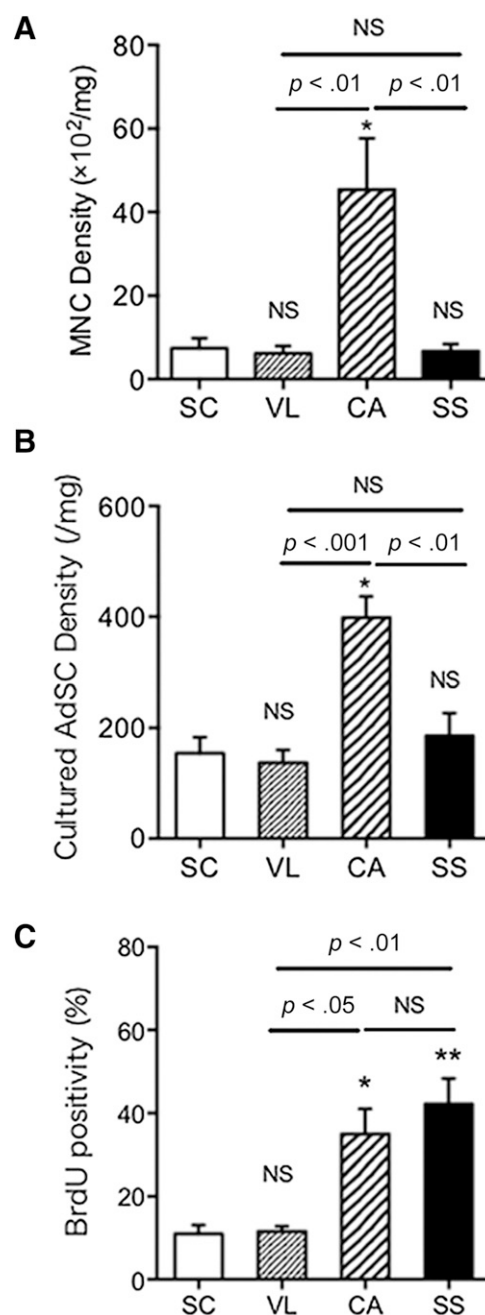 A
NS
p < .01 p < .01
*
NS NS
MNC Density (×10²/mg)
80
60
40
20
0
SC VL CA SS
B
NS
p < .001 p < .01
*
NS NS
Cultured AdSC Density (/mg)
600
400
200
0
SC VL CA SS
C
p < .01
p < .05 NS
* **
NS
BrdU positivity (%)
80
60
40
20
0
SC VL CA SS